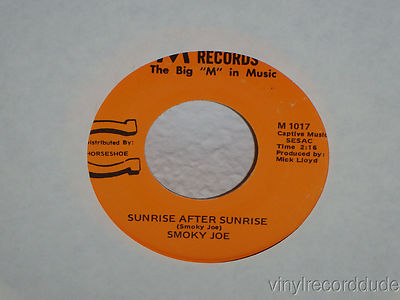 M RECORDS
The Big "M" in Music
M 1017
Captive Music
SESAC
Time 2:16
Produced by:
Mick Lloyd
Distributed By:
HORSESHOE
SUNRISE AFTER SUNRISE
(Smoky Joe)
SMOKY JOE
vinylrecorddude